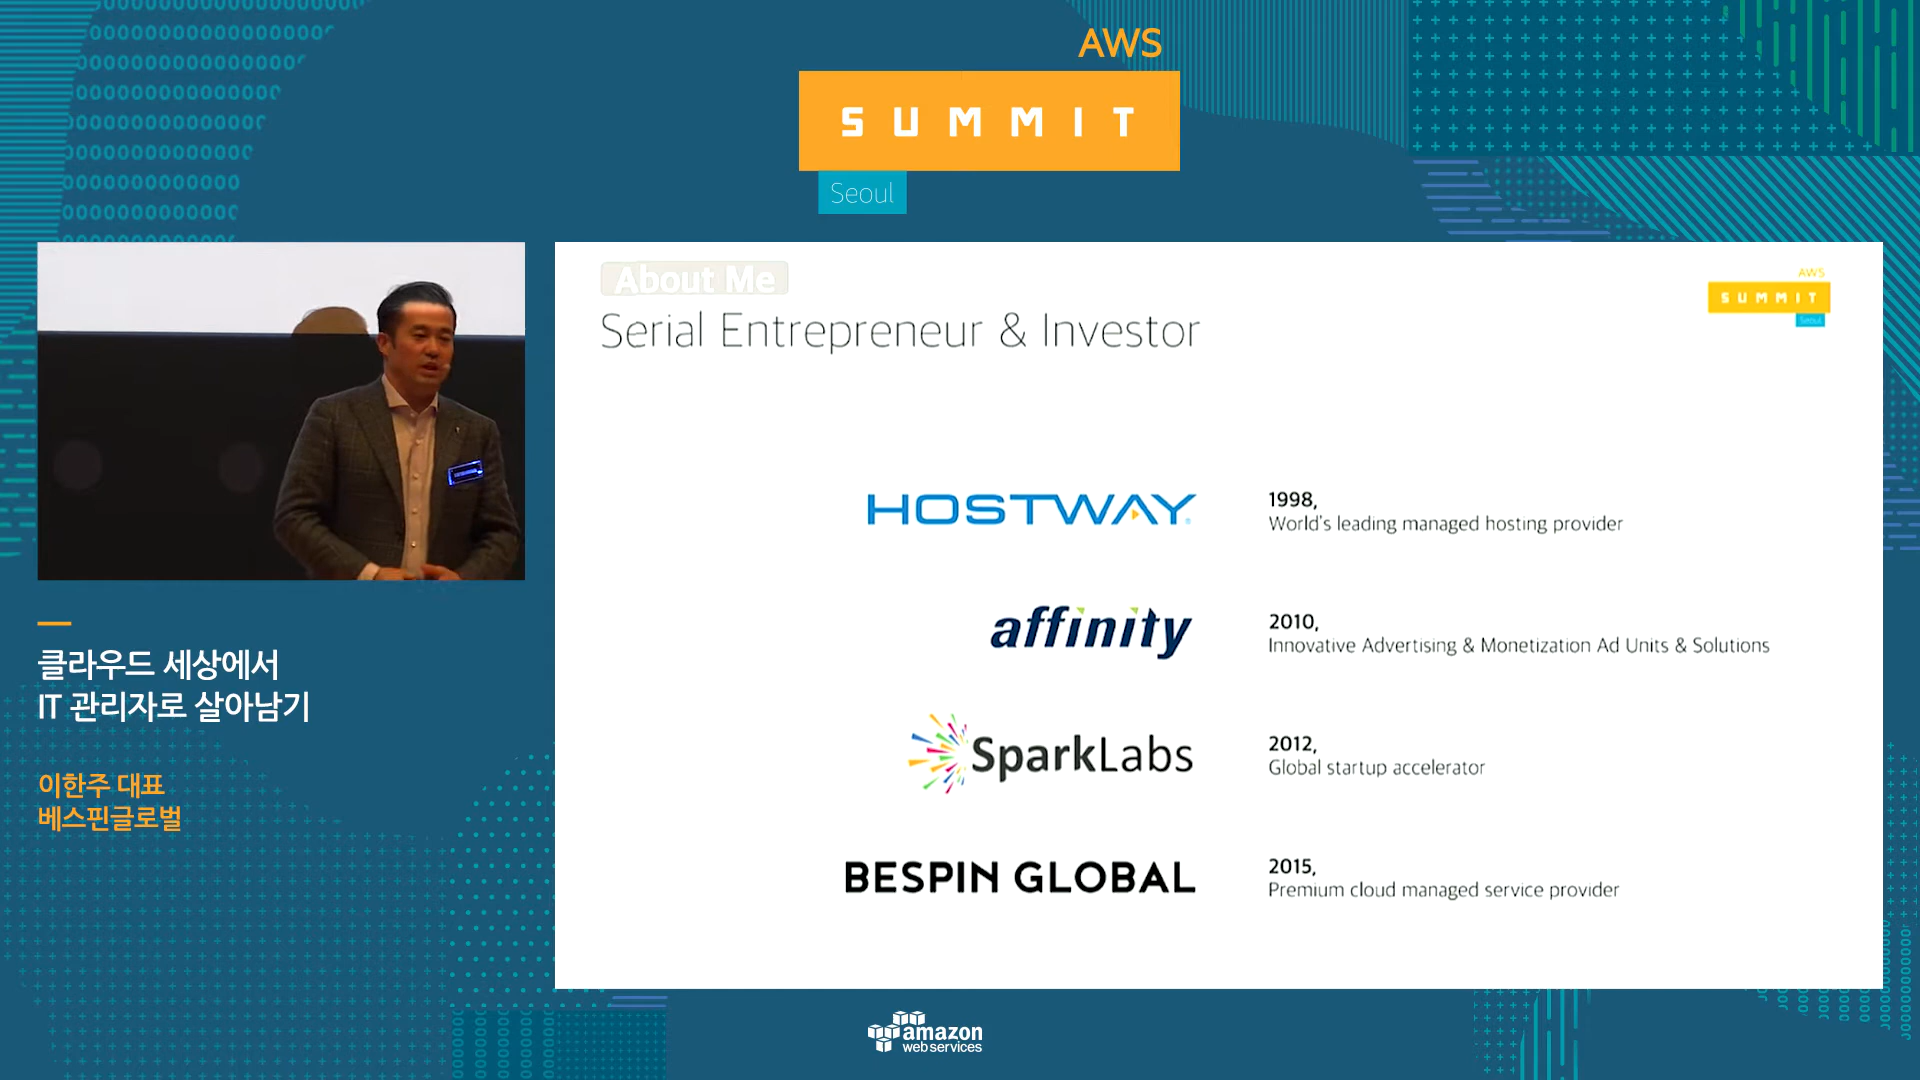 AWS
SUMMIT
Seoul
About Me
Serial Entrepreneur & Investor
AWS
SUMMIT
Seoul
HOSTWAY
1998,
World's leading managed hosting provider
affinity
2010,
Innovative Advertising & Monetization Ad Units & Solutions
SparkLabs
2012,
Global startup accelerator
BESPIN GLOBAL
2015,
Premium cloud managed service provider
클라우드 세상에서
IT 관리자로 살아남기
이한주 대표
베스핀글로벌
amazon
web services